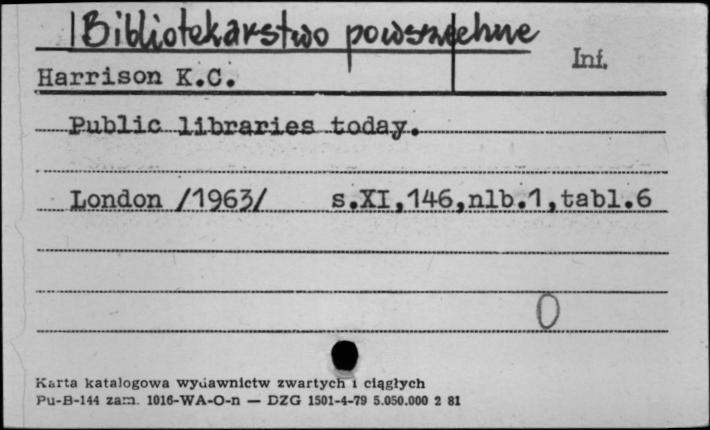 Bibliotekarstwo powszechne
Inf.
Harrison K.C.
Public libraries today.
London /1963/ s.XI,146,nlb.1,tabl.6
0
Karta katalogowa wydawnictw zwartych i ciągłych
Pu-B-144 zam. 1016-WA-O-n — DZG 1501-4-79 5.050.000 2 81